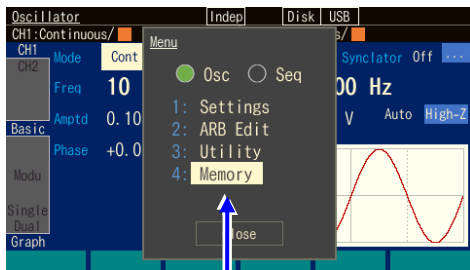 Oscillator Indep Disk USB
CH1:Continuous/ s/
CH1
CH2
Mode Cont Synclator Off ...
Freq 10 00 Hz
Amptd 0.10 V Auto High-Z
Basic
Phase +0.0
Modu
Single
Dual
Graph
Menu
Osc Seq
1: Settings
2: ARB Edit
3: Utility
4: Memory
lose